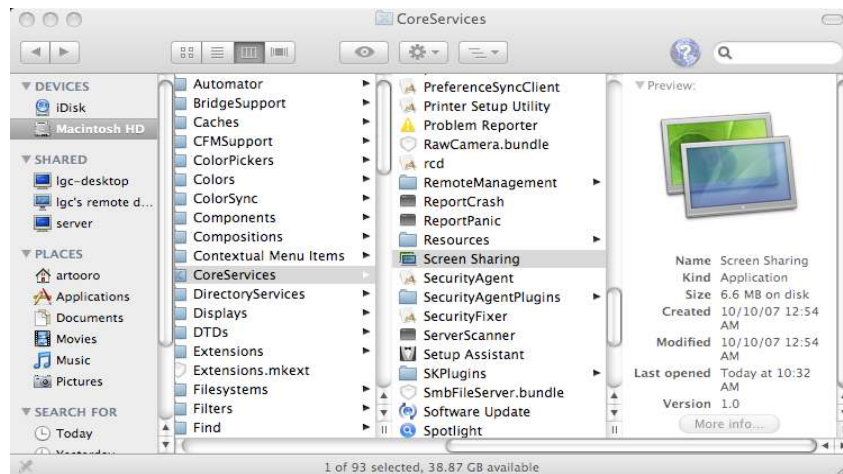 CoreServices
DEVICES
iDisk
Macintosh HD
SHARED
lgc-desktop
lgc's remote d...
server
PLACES
artooro
Applications
Documents
Movies
Music
Pictures
SEARCH FOR
Today
Automator
BridgeSupport
Caches
CFMSupport
ColorPickers
Colors
ColorSync
Components
Compositions
Contextual Menu Items
CoreServices
DirectoryServices
Displays
DTDs
Extensions
Extensions.mkext
Filesystems
Filters
Find
PreferenceSyncClient
Printer Setup Utility
Problem Reporter
RawCamera.bundle
rcd
RemoteManagement
ReportCrash
ReportPanic
Resources
Screen Sharing
SecurityAgent
SecurityAgentPlugins
SecurityFixer
ServerScanner
Setup Assistant
SKPlugins
SmbFileServer.bundle
Software Update
Spotlight
Preview:
Name Screen Sharing
Kind Application
Size 6.6 MB on disk
Created 10/10/07 12:54
AM
Modified 10/10/07 12:54
AM
Last opened Today at 10:32
AM
Version 1.0
More info...
1 of 93 selected, 38.87 GB available